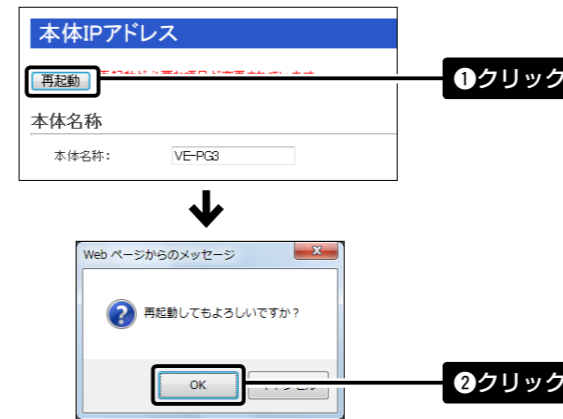 本体IPアドレス
再起動
❶クリック
本体名称
本体名称: VE-PG3
Web ページからのメッセージ
再起動してもよろしいですか?
OK
❷クリック